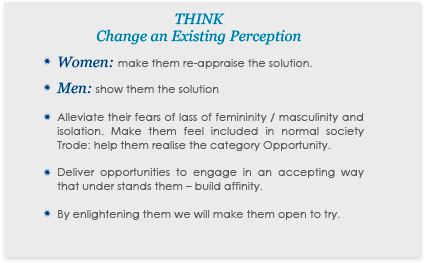 THINK
Change an Existing Perception
Women: make them re-appraise the solution.
Men: show them the solution
Alleviate their fears of lass of femininity / masculinity and
isolation. Make them feel included in normal society
Trode: help them realise the category Opportunity.
Deliver opportunities to engage in an accepting way
that under stands them – build affinity.
By enlightening them we will make them open to try.